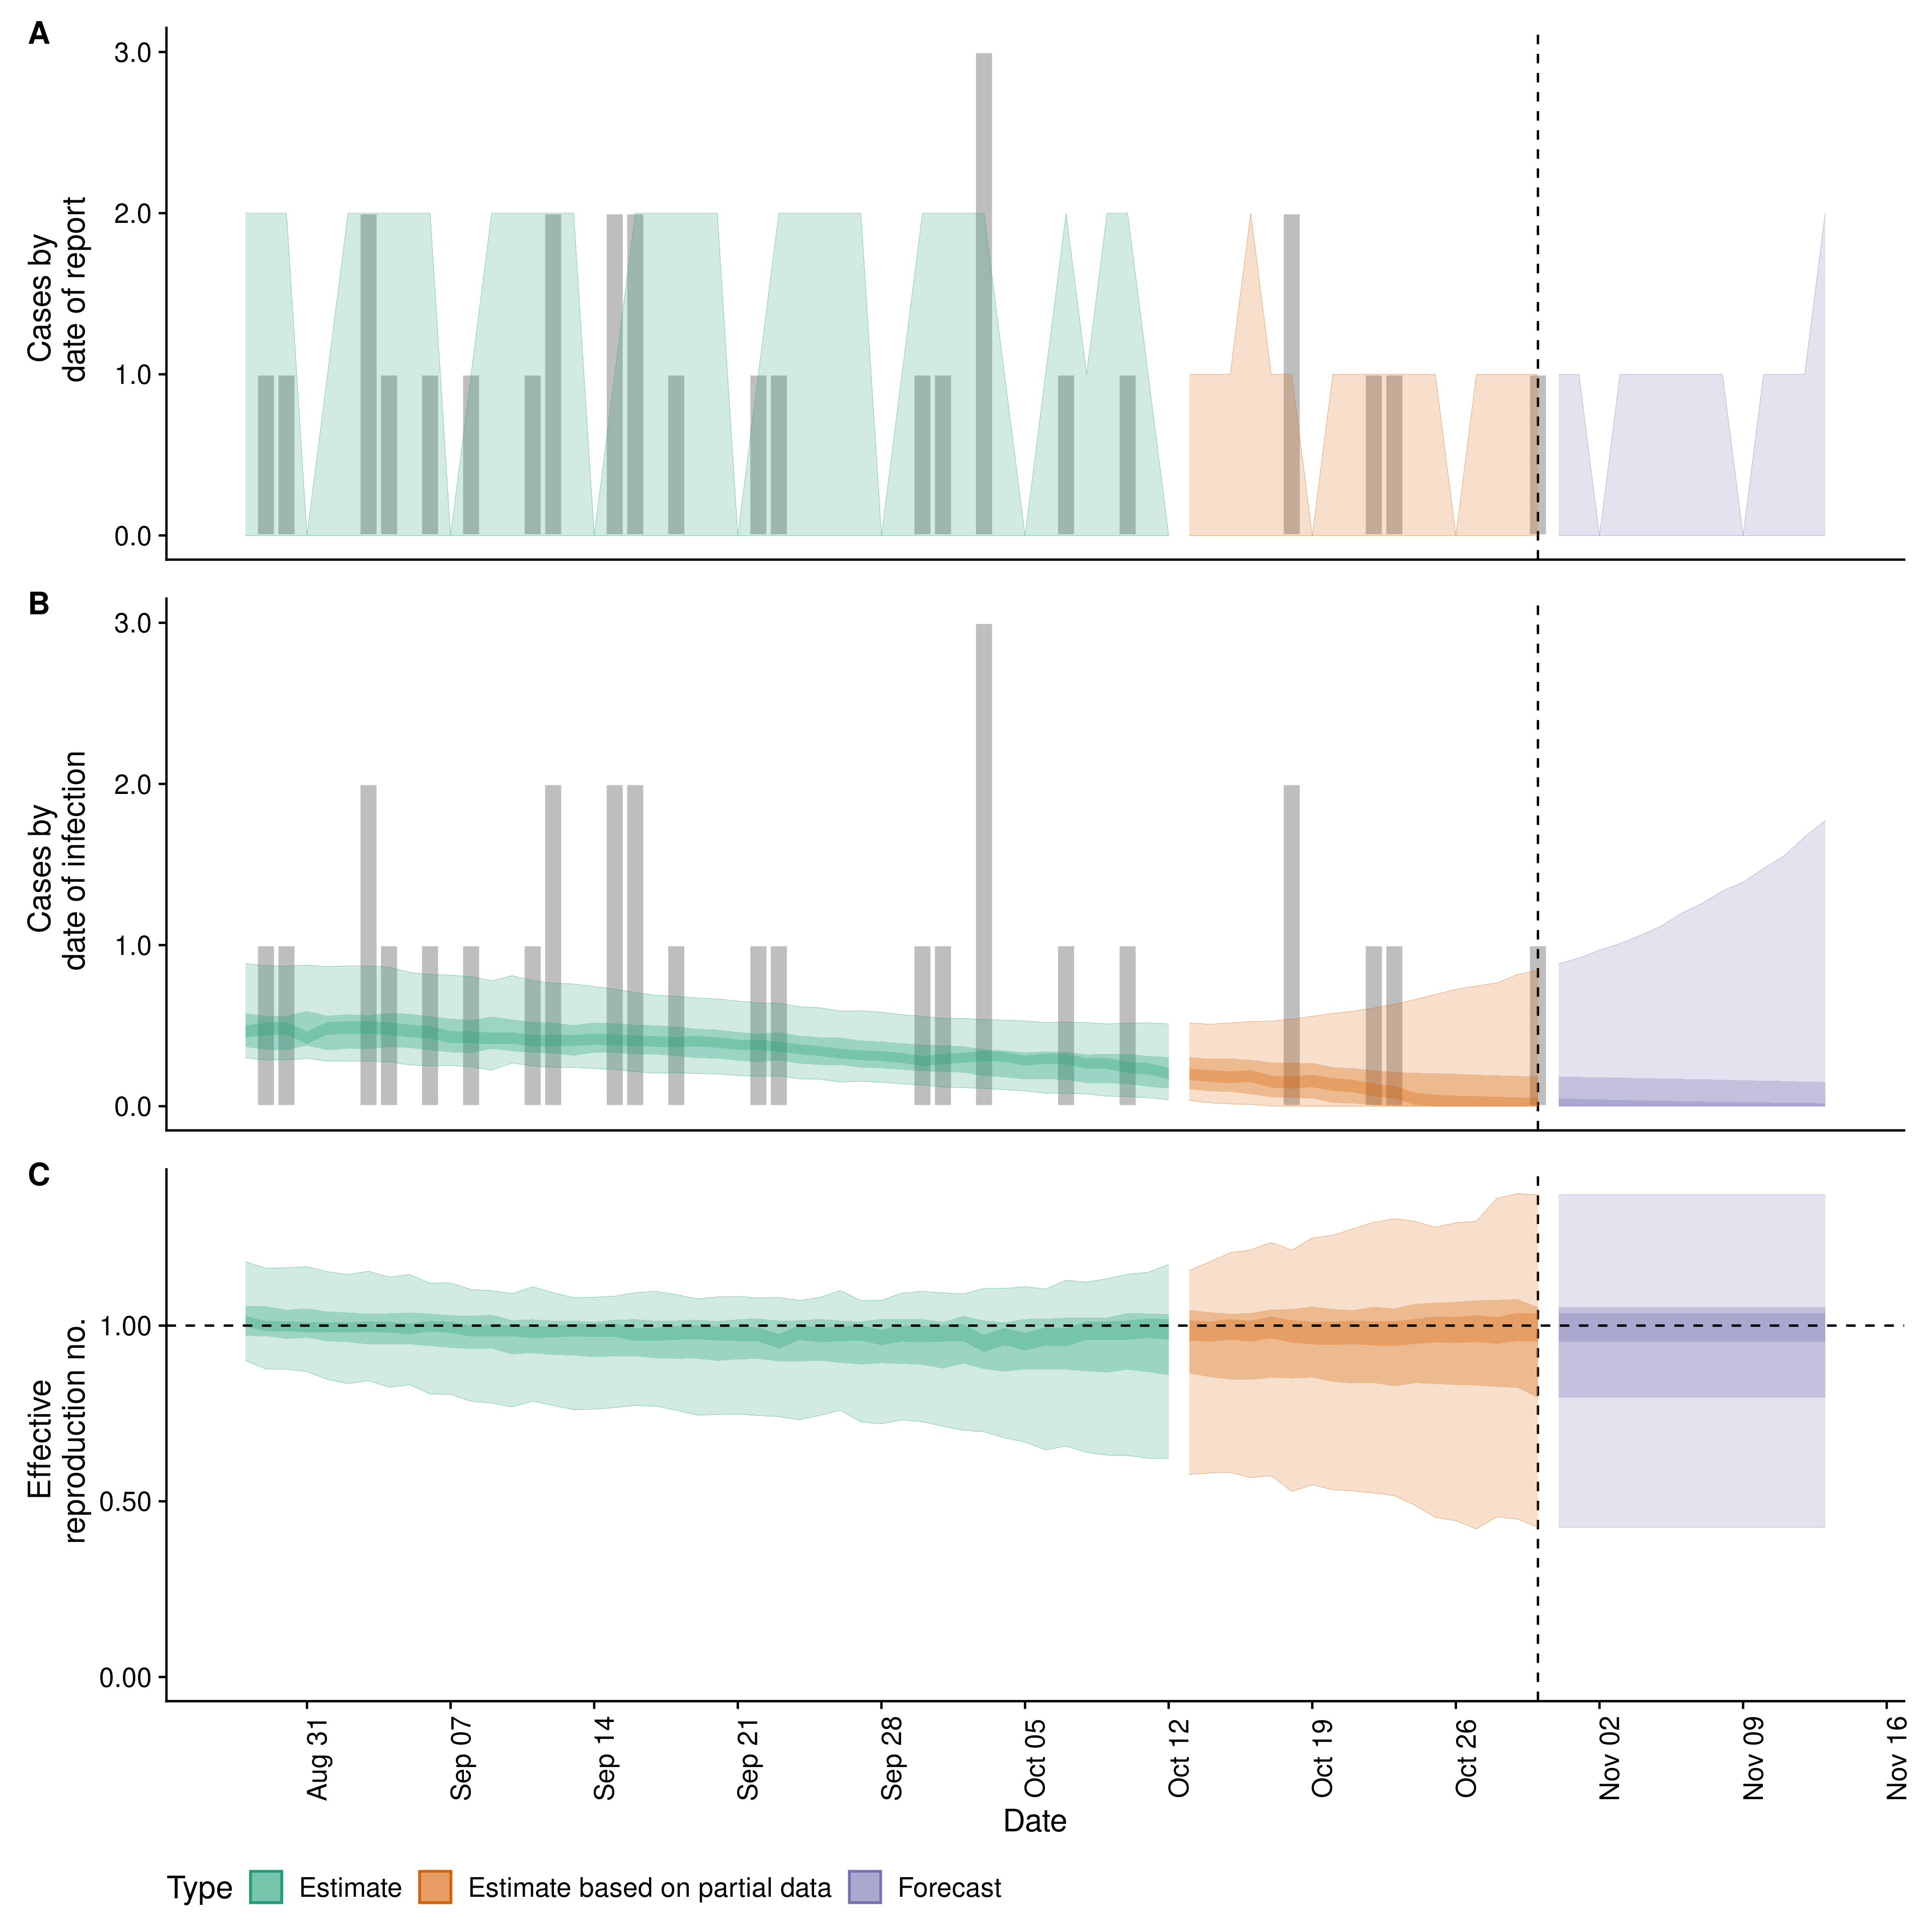 A
3.0
2.0
1.0
0.0
Cases by
date of report
B
3.0
2.0
1.0
0.0
Cases by
date of infection
C
1.00
0.50
0.00
Effective
reproduction no.
Aug 31
Sep 07
Sep 14
Sep 21
Sep 28
Oct 05
Oct 12
Oct 19
Oct 26
Nov 02
Nov 09
Nov 16
Date
Type Estimate Estimate based on partial data Forecast